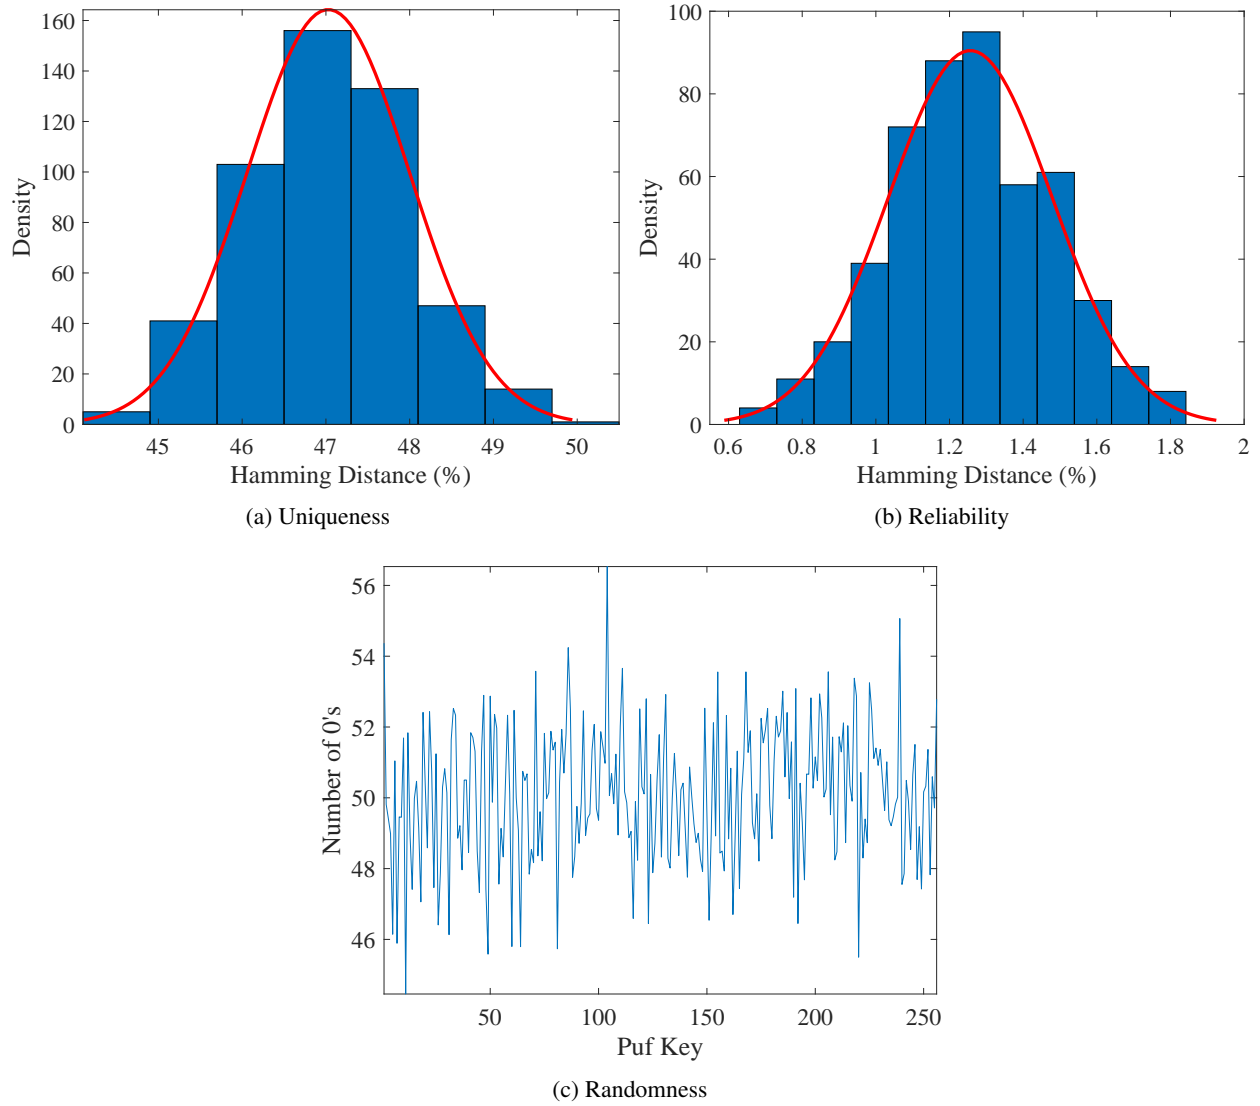 160
140
120
100
80
60
40
20
0
Density
45 46 47 48 49 50
Hamming Distance (%)
(a) Uniqueness
100
80
60
40
20
0
Density
0.6 0.8 1 1.2 1.4 1.6 1.8 2
Hamming Distance (%)
(b) Reliability
56
54
52
50
48
46
Number of 0's
50 100 150 200 250
Puf Key
(c) Randomness